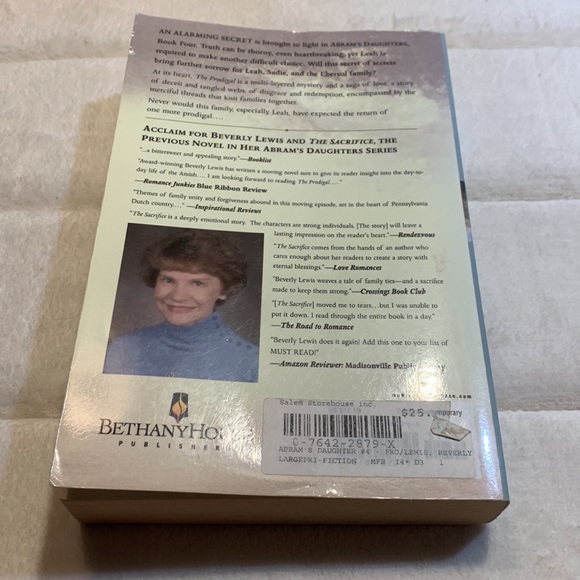 AN ALARMING SECRET is brought to light in ABRAM'S DAUGHTERS,
Book Four. Truth can be thorny, even heartbreaking, yet Leah is
required to make another difficult choice. Will this secret of secrets
bring further sorrow for Leah, Sadie, and the Ebersol family?
At its heart, The Prodigal is a multi-layered mystery and a saga of love, a story
of deceit and tangled webs, of disgrace and redemption, encompassed by the
merciful threads that knit families together.
Never would this family, especially Leah, have expected the return of
one more prodigal....
ACCLAIM FOR BEVERLY LEWIS AND THE SACRIFICE, THE
PREVIOUS NOVEL IN HER ABRAM'S DAUGHTERS SERIES
"...a bittersweet and appealing story."—Booklist
"Award-winning Beverly Lewis has written a moving novel sure to give its reader insight into the day-to-
day life of the Amish.... I am looking forward to reading The Prodigal...."
—Romance Junkies Blue Ribbon Review
"Themes of family unity and forgiveness abound in this moving episode, set in the heart of Pennsylvania
Dutch country...." —Inspirational Reviews
"The Sacrifice is a deeply emotional story. The characters are strong individuals. [The story] will leave a
lasting impression on the reader's heart."—Rendezvous
"The Sacrifice comes from the hands of an author who
cares enough about her readers to create a story with
eternal blessings."—Love Romances
"Beverly Lewis weaves a tale of family ties—and a sacrifice
made to keep them strong."—Crossings Book Club
"[The Sacrifice] moved me to tears...but I was unable to
put it down. I read through the entire book in a day."
—The Road to Romance
"Beverly Lewis does it again! Add this one to your list of
MUST READ!"
—Amazon Reviewer: Madisonville Public
BETHANYHO
PUBLISHER
Salem Storehouse Inc.
$25.
0-7642-2879-X
ABRAM'S DAUGHTER #4 - PRO/LEWIS, BEVERLY
LARGEPRI-FICTION MFB 14* D3 1